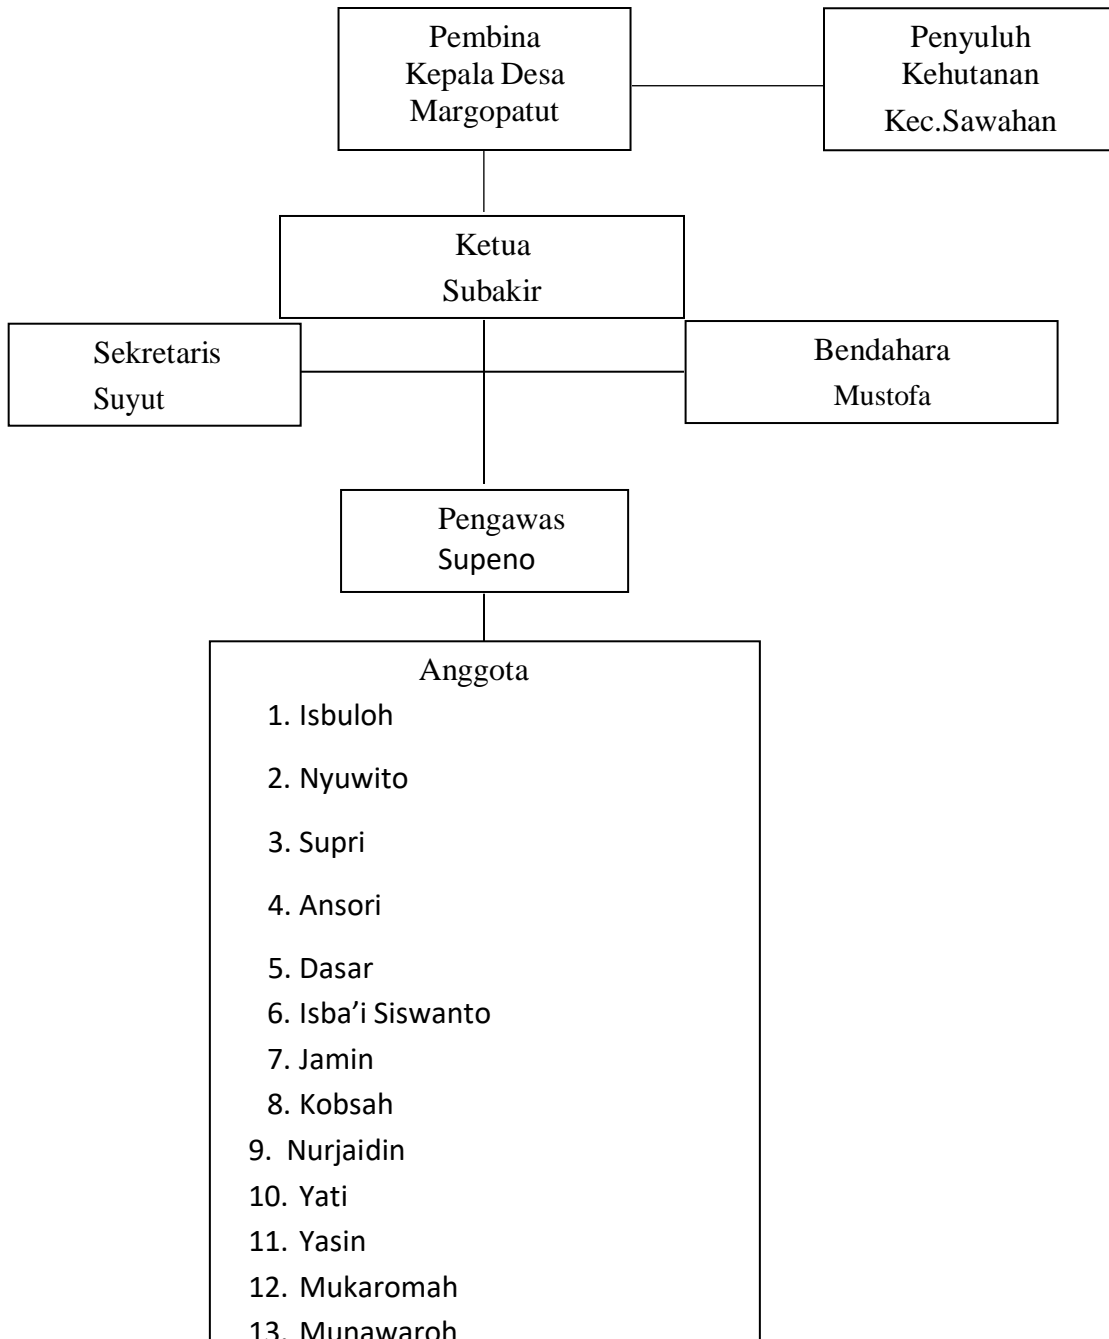 Pembina
Kepala Desa
Margopatut
Penyuluh
Kehutanan
Kec.Sawahan
Ketua
Subakir
Sekretaris
Suyut
Bendahara
Mustofa
Pengawas
Supeno
Anggota
1. Isbuloh
2. Nyuwito
3. Supri
4. Ansori
5. Dasar
6. Isba’i Siswanto
7. Jamin
8. Kobsah
9. Nurjaidin
10. Yati
11. Yasin
12. Mukaromah
13. Munawaroh